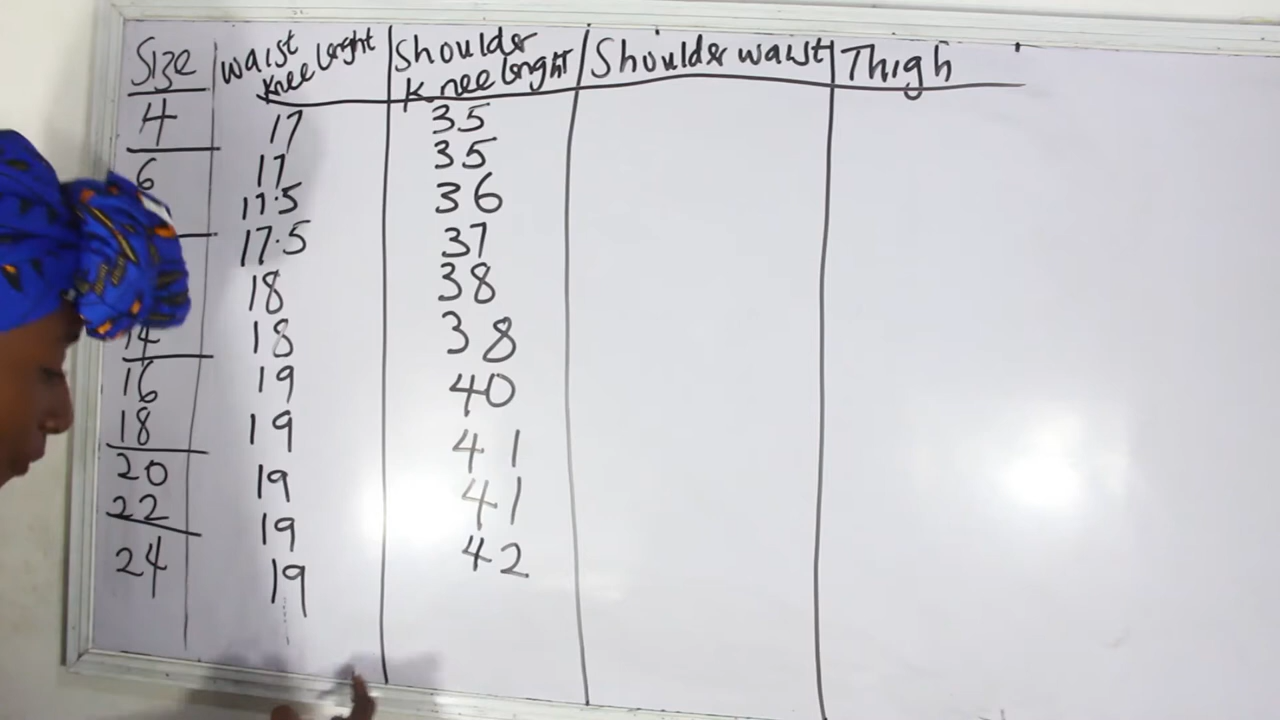 Size waist knee lenght Shoulder knee lenght Shoulder waist Thigh
4 17 35
6 17 35
17.5 36
17.5 37
18 38
14 18 38
16 19 40
18 19 41
20 19 41
22 19 42
24 19